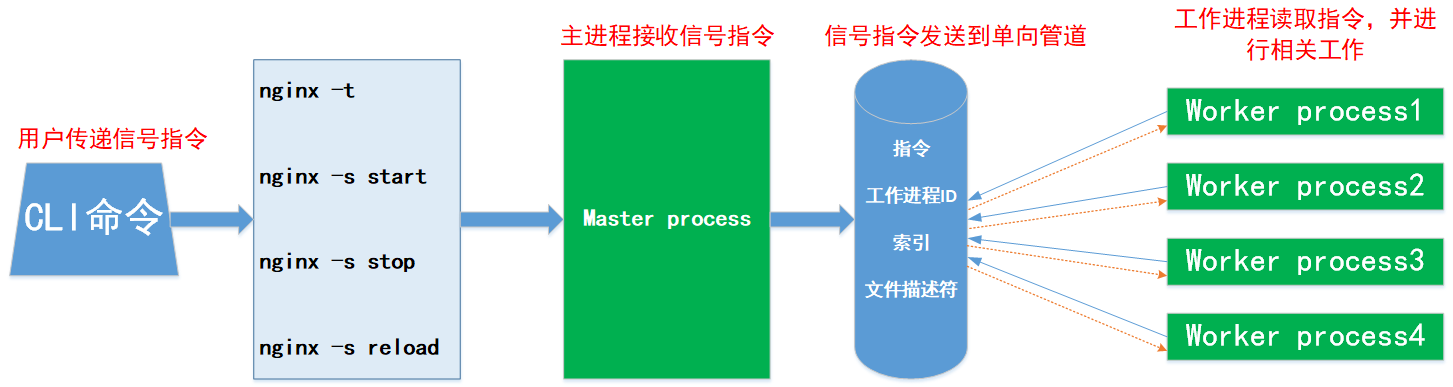 用户传递信号指令
CLI命令
nginx -t
nginx -s start
nginx -s stop
nginx -s reload
主进程接收信号指令
Master process
信号指令发送到单向管道
指令
工作进程ID
索引
文件描述符
工作进程读取指令，并进
行相关工作
Worker process1
Worker process2
Worker process3
Worker process4